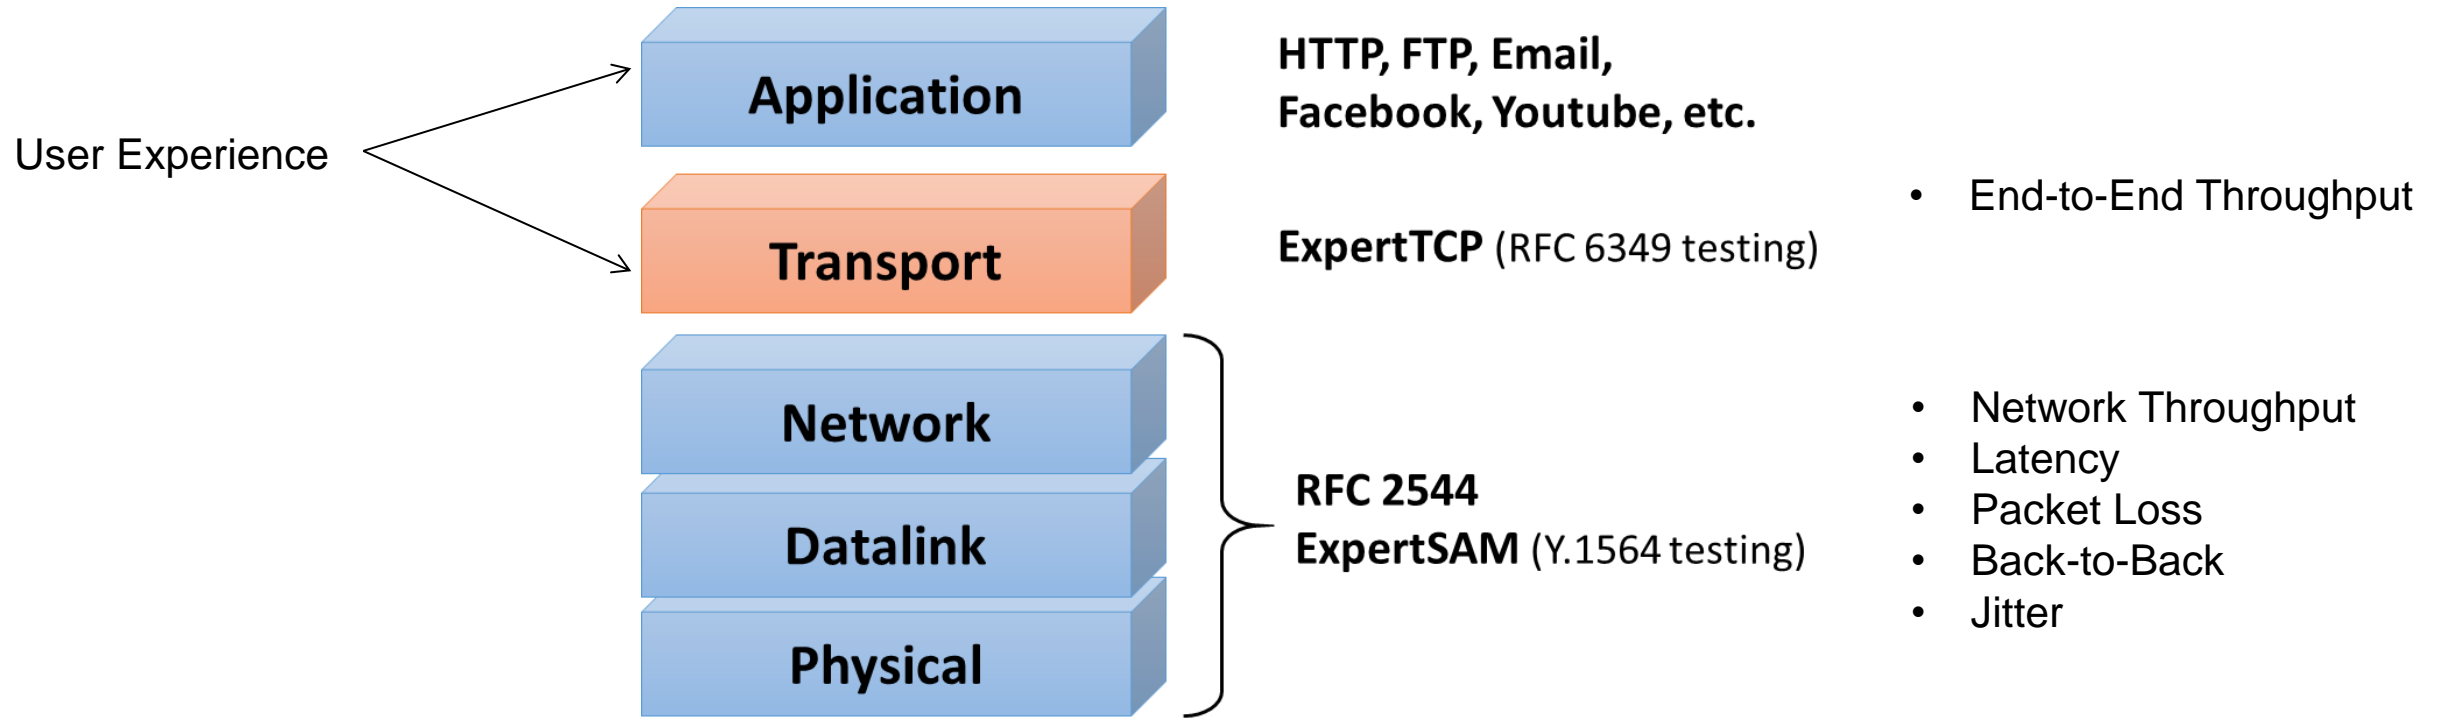 User Experience
Application
HTTP, FTP, Email,
Facebook, Youtube, etc.
Transport
ExpertTCP (RFC 6349 testing)
• End-to-End Throughput
Network
Datalink
Physical
RFC 2544
ExpertSAM (Y.1564 testing)
• Network Throughput
• Latency
• Packet Loss
• Back-to-Back
• Jitter